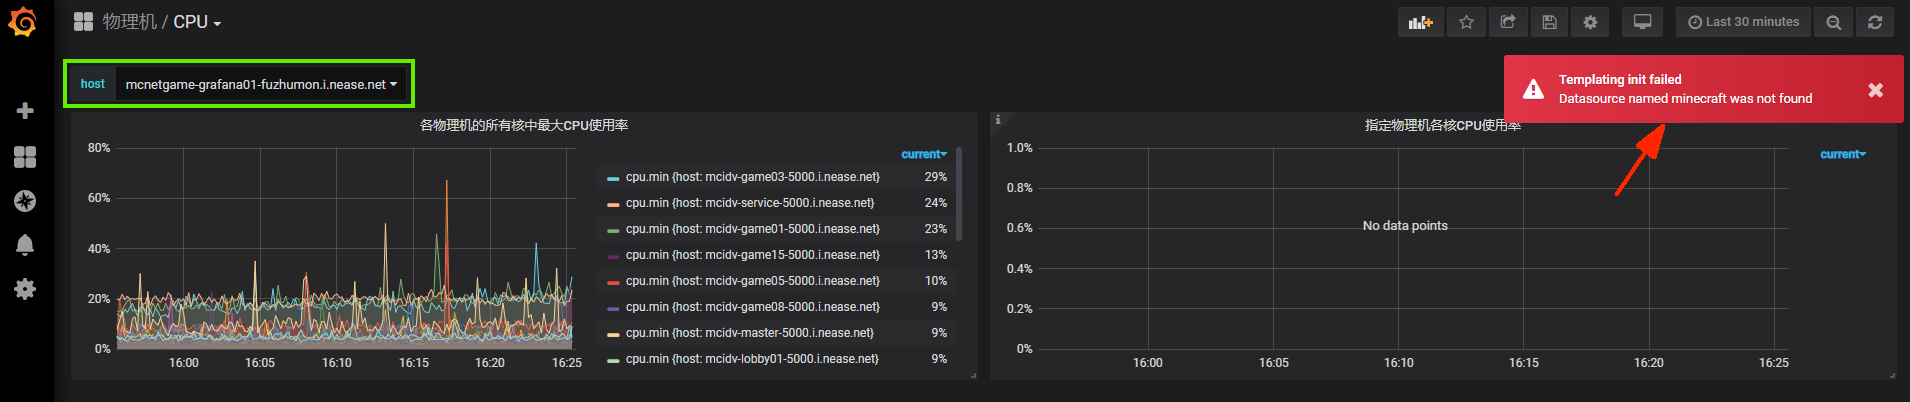 物理机 / CPU
Last 30 minutes
host mcnetgame-grafana01-fuzhumon.i.nease.net
Templating init failed
Datasource named minecraft was not found
各物理机的所有核中最大CPU使用率
80%
60%
40%
20%
0%
16:00 16:05 16:10 16:15 16:20 16:25
current
cpu.min {host: mcidv-game03-5000.i.nease.net} 29%
cpu.min {host: mcidv-service-5000.i.nease.net} 24%
cpu.min {host: mcidv-game01-5000.i.nease.net} 23%
cpu.min {host: mcidv-game15-5000.i.nease.net} 13%
cpu.min {host: mcidv-game05-5000.i.nease.net} 10%
cpu.min {host: mcidv-game08-5000.i.nease.net} 9%
cpu.min {host: mcidv-master-5000.i.nease.net} 9%
cpu.min {host: mcidv-lobby01-5000.i.nease.net} 9%
i
指定物理机各核CPU使用率
1.0%
0.8%
0.6%
0.4%
0.2%
0%
No data points
16:00 16:05 16:10 16:15 16:20 16:25
current